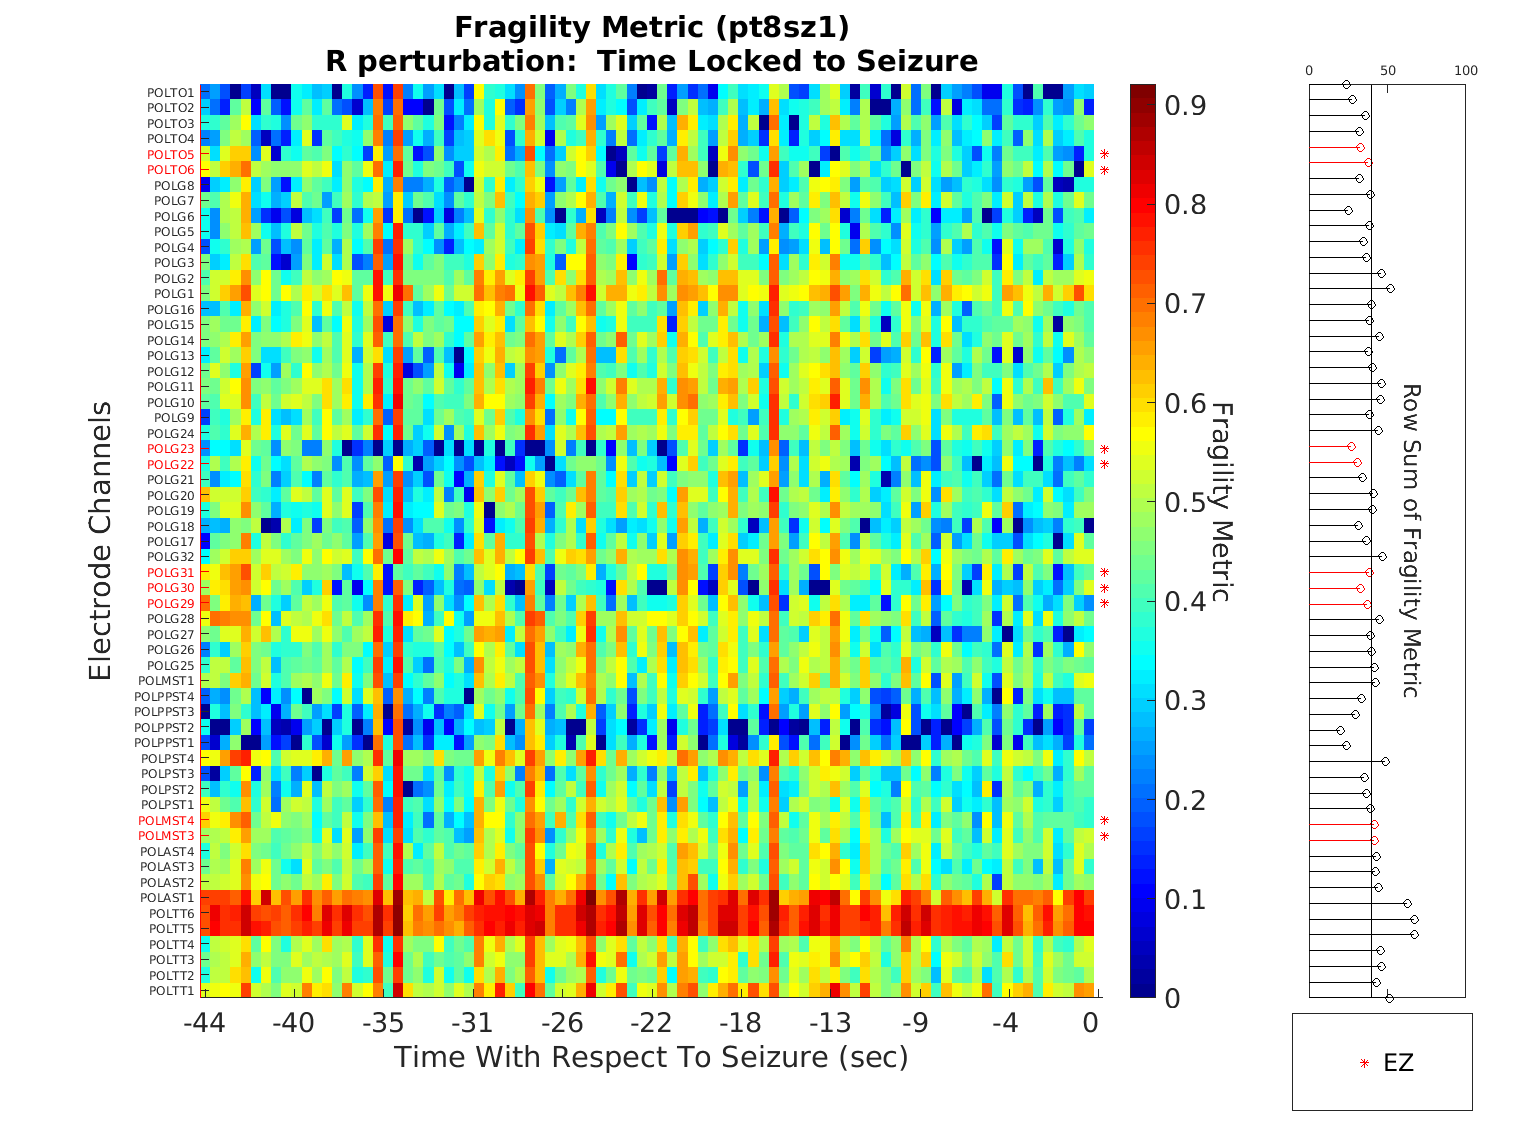 Fragility Metric (pt8sz1)
R perturbation:  Time Locked to Seizure
Electrode Channels
POLTO1
POLTO2
POLTO3
POLTO4
POLTO5
POLTO6
POLG8
POLG7
POLG6
POLG5
POLG4
POLG3
POLG2
POLG1
POLG16
POLG15
POLG14
POLG13
POLG12
POLG11
POLG10
POLG9
POLG24
POLG23
POLG22
POLG21
POLG20
POLG19
POLG18
POLG17
POLG32
POLG31
POLG30
POLG29
POLG28
POLG27
POLG26
POLG25
POLMST1
POLPPST4
POLPPST3
POLPPST2
POLPPST1
POLPST4
POLPST3
POLPST2
POLPST1
POLMST4
POLMST3
POLAST4
POLAST3
POLAST2
POLAST1
POLTT6
POLTT5
POLTT4
POLTT3
POLTT2
POLTT1
-44 -40 -35 -31 -26 -22 -18 -13 -9 -4 0
Time With Respect To Seizure (sec)
0.9
0.8
0.7
0.6
0.5
0.4
0.3
0.2
0.1
0
Fragility Metric
0 50 100
Row Sum of Fragility Metric
EZ